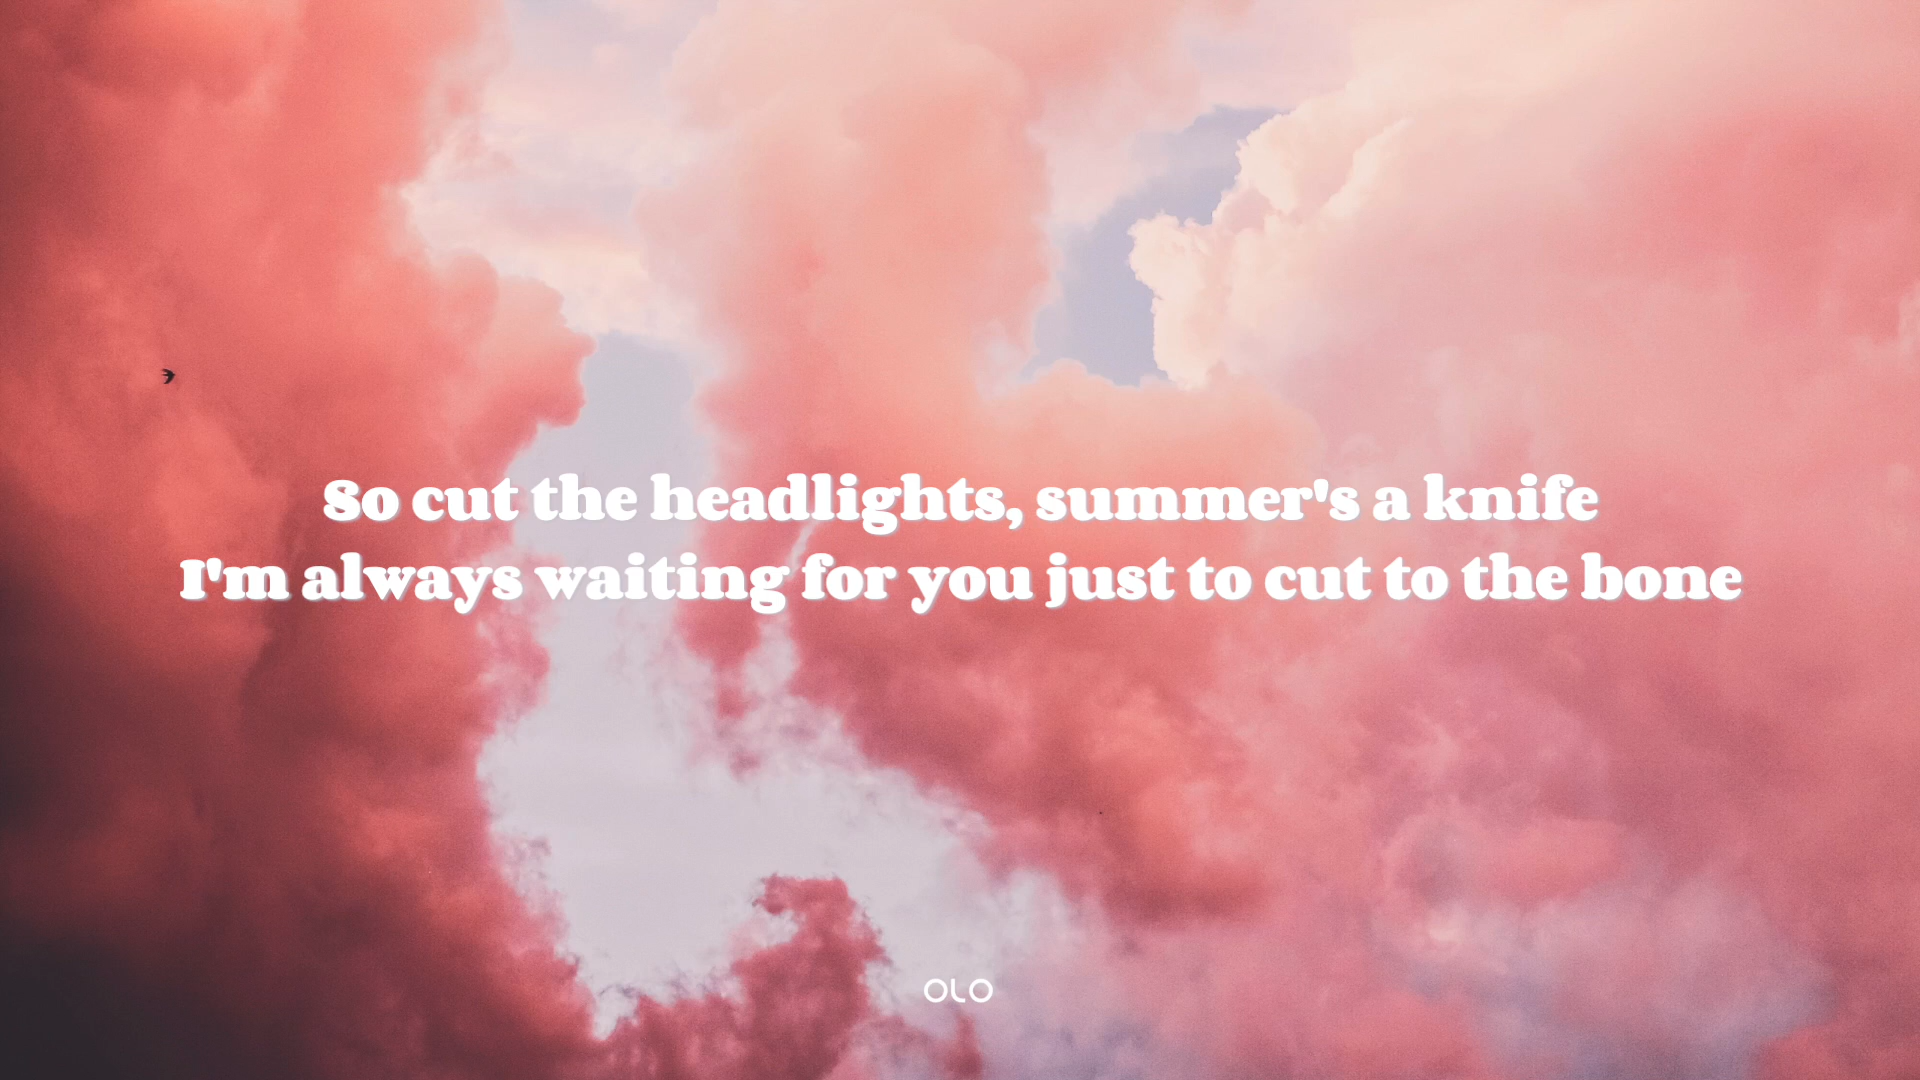 So cut the headlights, summer's a knife
I'm always waiting for you just to cut to the bone
OLO